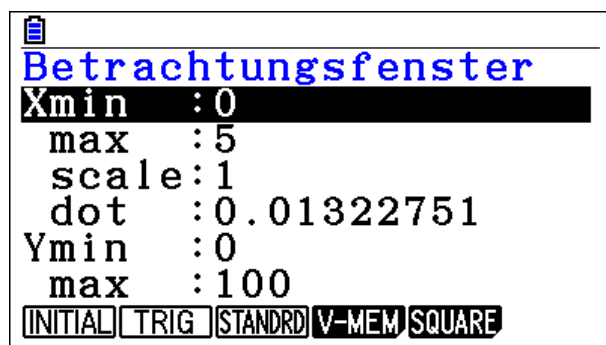 Betrachtungsfenster
Xmin :0
max :5
scale:1
dot :0.01322751
Ymin :0
max :100
INITIAL TRIG STANDRD V-MEM SQUARE